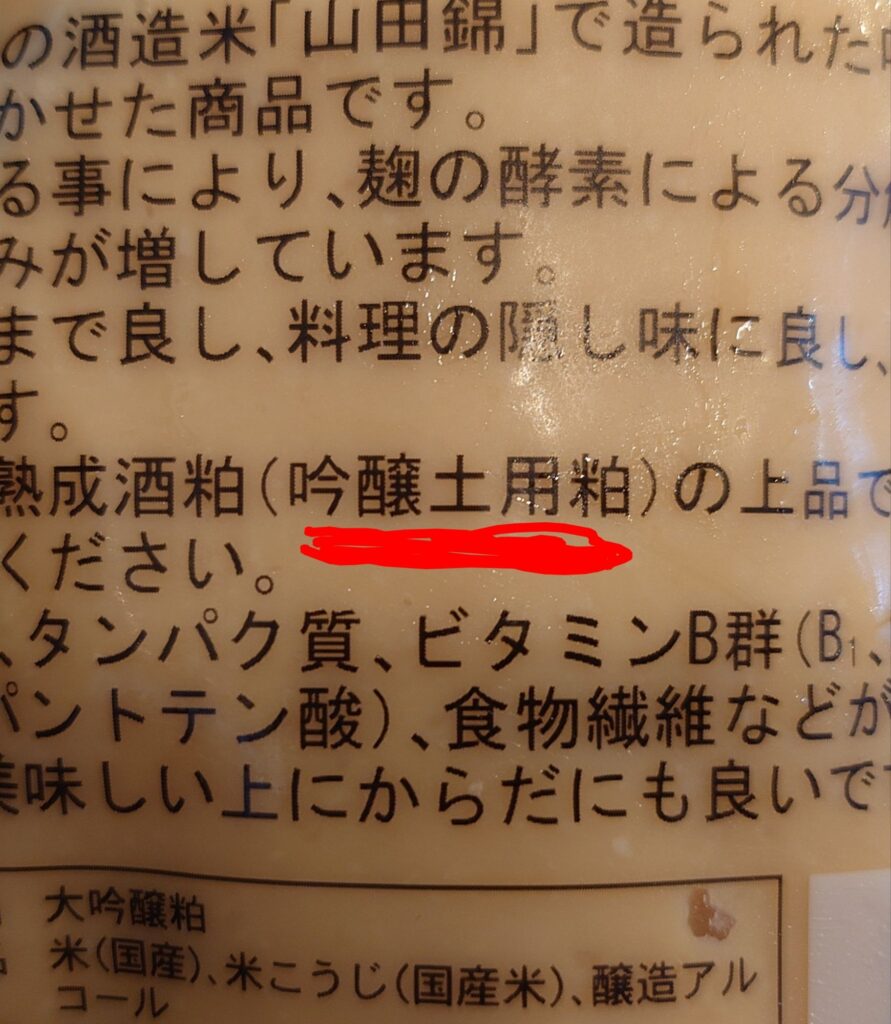 の酒造米「山田錦」で造られた
かせた商品です。
る事により、麹の酵素による分
みが増しています。
まで良し、料理の隠し味に良し、
す。
熟成酒粕(吟醸土用粕)の上品で
ください。
、タンパク質、ビタミンB群(B₁、
パントテン酸)、食物繊維などが
美味しい上にからだにも良いで
大吟醸粕
米(国産)、米こうじ(国産米)、醸造アル
コール